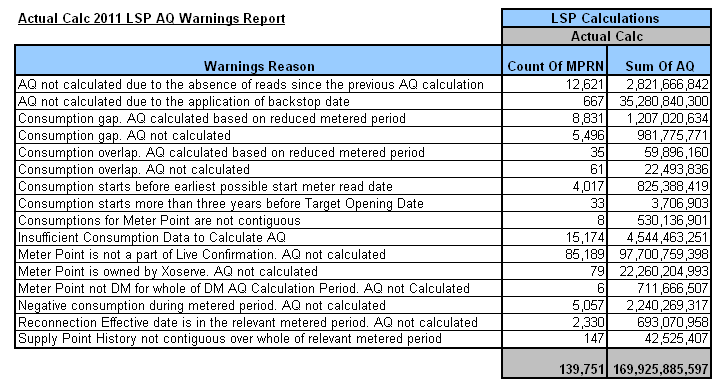 Actual Calc 2011 LSP AQ Warnings Report
LSP Calculations
Actual Calc
Warnings Reason Count Of MPRN Sum Of AQ
AQ not calculated due to the absence of reads since the previous AQ calculation 12,621 2,821,666,842
AQ not calculated due to the application of backstop date 667 35,280,840,300
Consumption gap. AQ calculated based on reduced metered period 8,831 1,207,020,634
Consumption gap. AQ not calculated 5,496 981,775,771
Consumption overlap. AQ calculated based on reduced metered period 35 59,896,160
Consumption overlap. AQ not calculated 61 22,493,836
Consumption starts before earliest possible start meter read date 4,017 825,388,419
Consumption starts more than three years before Target Opening Date 33 3,706,903
Consumptions for Meter Point are not contiguous 8 530,136,901
Insufficient Consumption Data to Calculate AQ 15,174 4,544,463,251
Meter Point is not a part of Live Confirmation. AQ not calculated 85,189 97,700,759,398
Meter Point is owned by Xoserve. AQ not calculated 79 22,260,204,993
Meter Point not DM for whole of DM AQ Calculation Period. AQ not Calculated 6 711,666,507
Negative consumption during metered period. AQ not calculated 5,057 2,240,269,317
Reconnection Effective date is in the relevant metered period. AQ not calculated 2,330 693,070,958
Supply Point History not contiguous over whole of relevant metered period 147 42,525,407
139,751 169,925,885,597